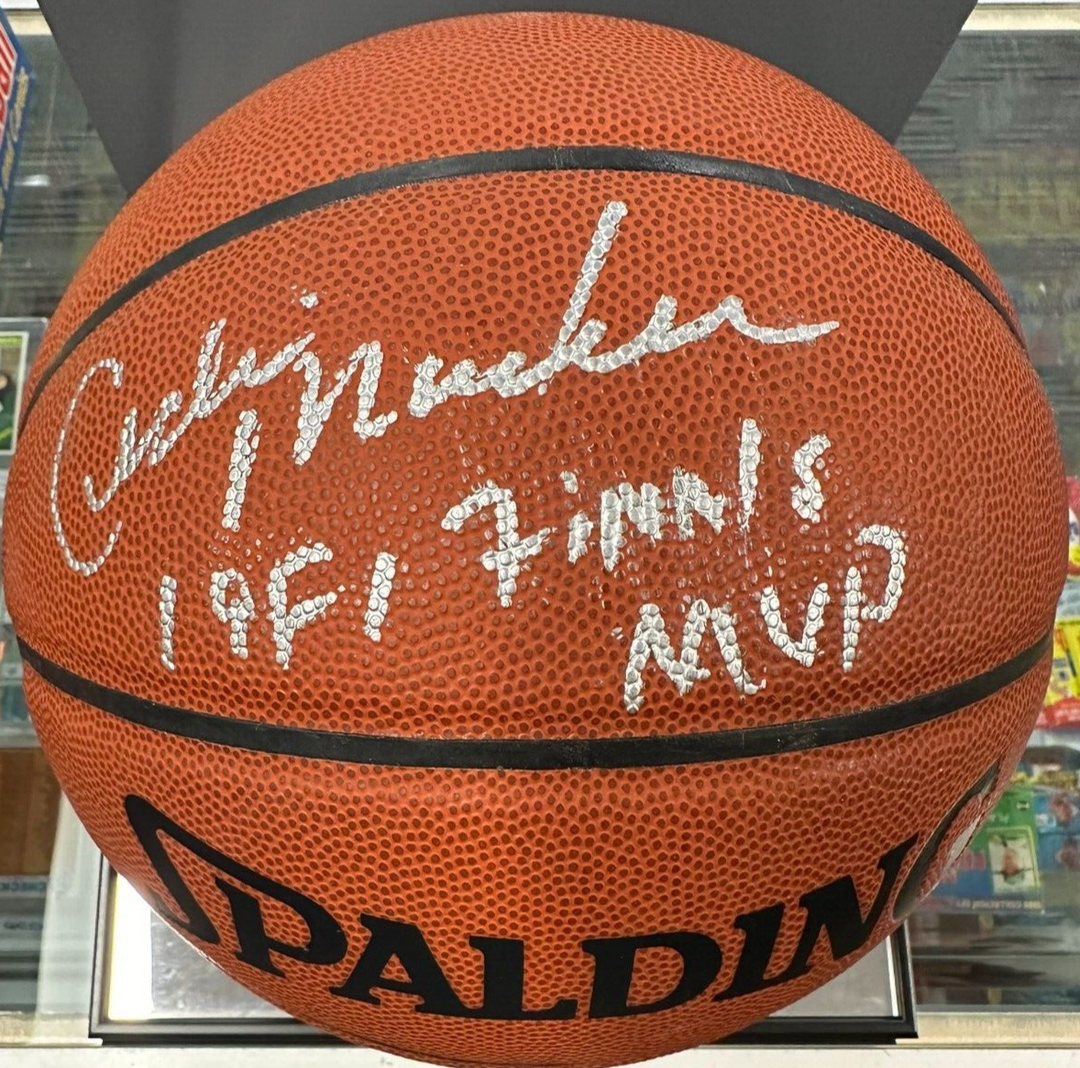 1981 Finals
MVP
SPALDIN